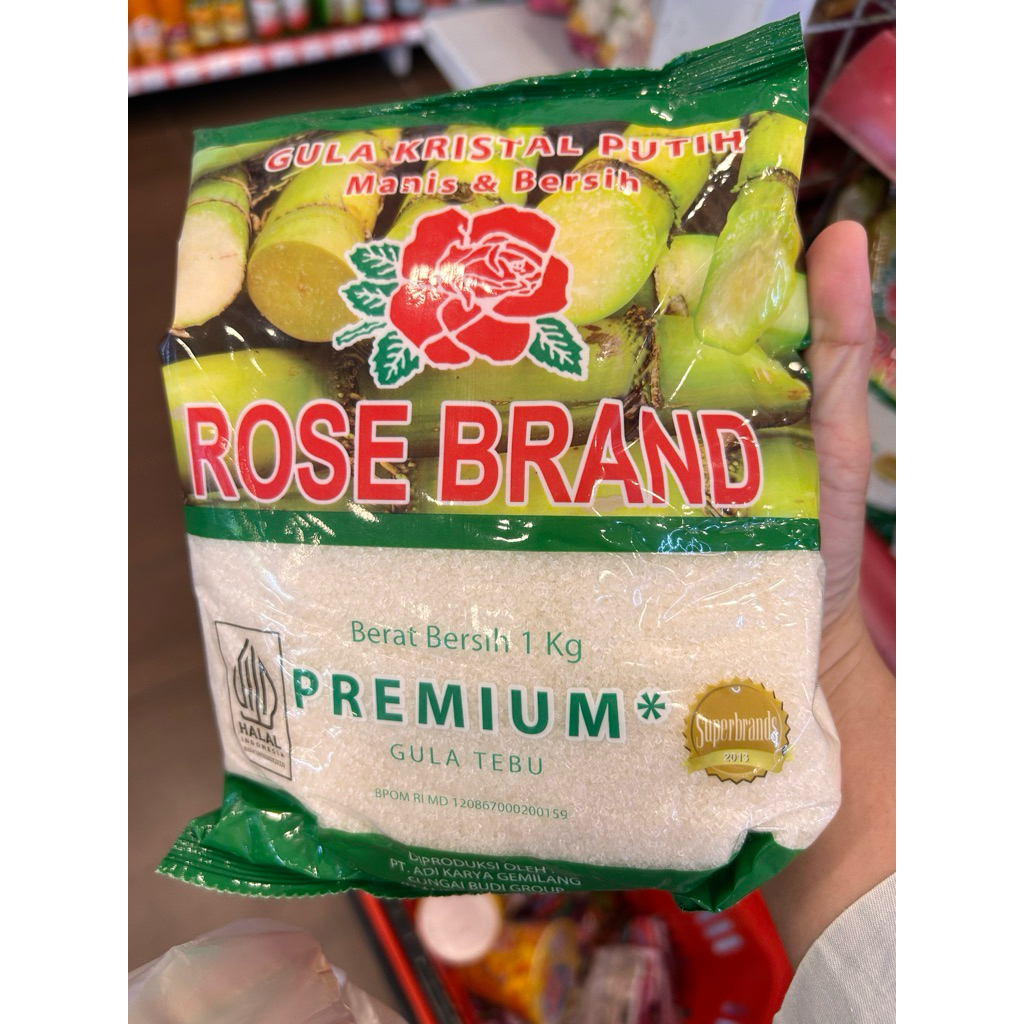 GULA KRISTAL PUTIH
Manis & Bersih
ROSE BRAND
Berat Bersih 1 Kg
PREMIUM*
GULA TEBU
HALAL
INDONESIA
Superbrands
2013
BPOM RI MD 120867000200159
DIPRODUKSI OLEH
PT. ADI KARYA GEMILANG
SUNGAI BUDI GROUP